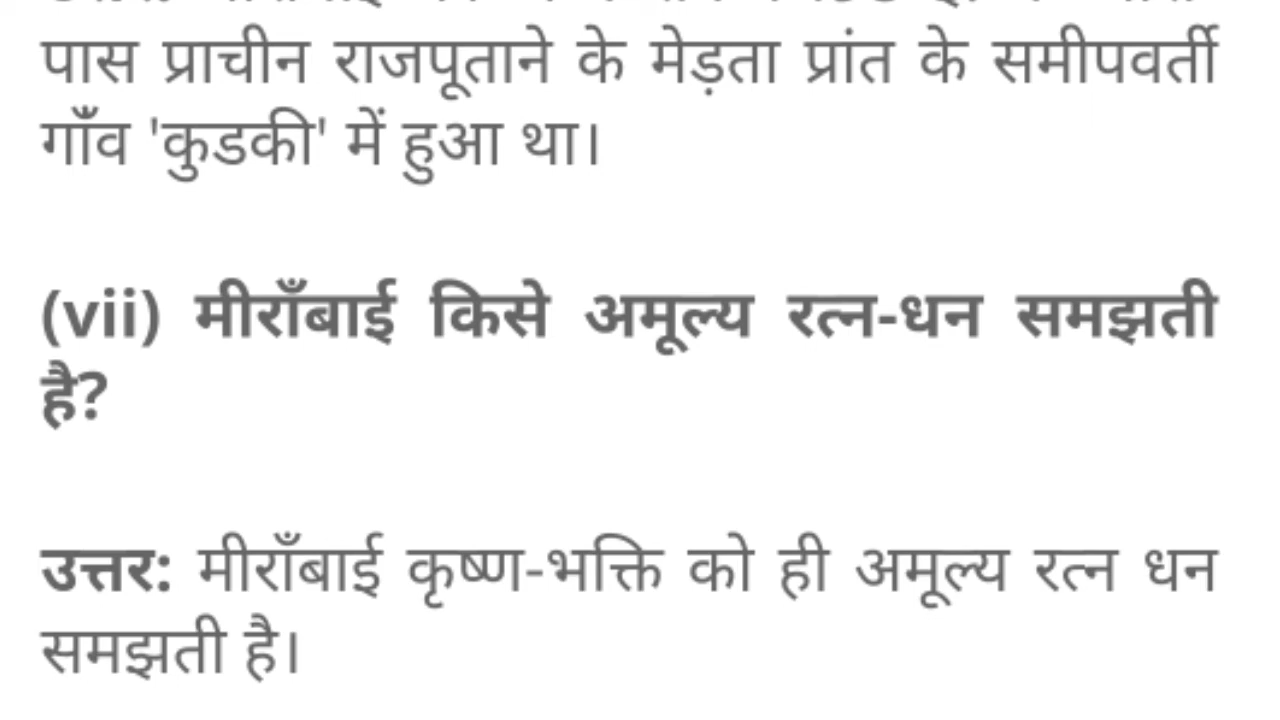 पास प्राचीन राजपूताने के मेड़ता प्रांत के समीपवर्ती
गाँव 'कुडकी' में हुआ था।
(vii) मीराँबाई किसे अमूल्य रत्न-धन समझती
है?
उत्तर: मीराँबाई कृष्ण-भक्ति को ही अमूल्य रत्न धन
समझती है।